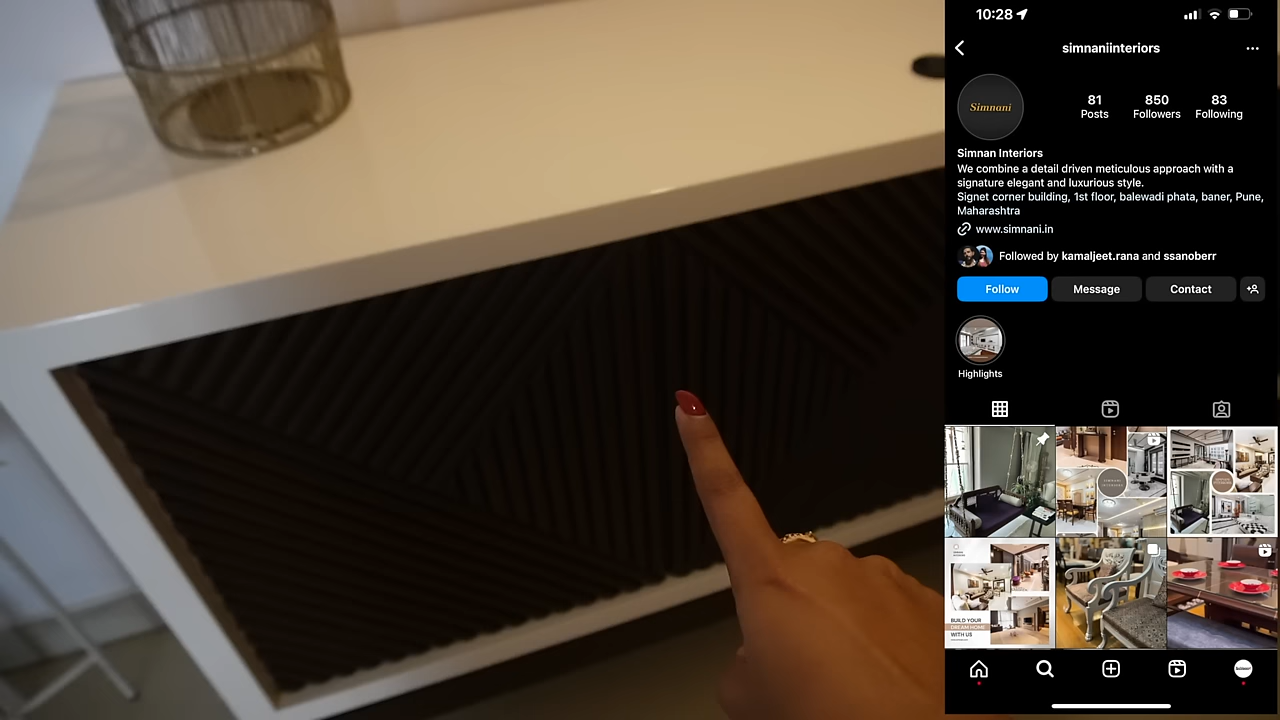 10:28
simnaniinteriors
Simnani
81
Posts
850
Followers
83
Following
Simnan Interiors
We combine a detail driven meticulous approach with a
signature elegant and luxurious style.
Signet corner building, 1st floor, balewadi phata, baner, Pune,
Maharashtra
www.simnani.in
Followed by kamaljeet.rana and ssanoberr
Follow
Message
Contact
Highlights
BUILD YOUR
DREAM HOME
WITH US